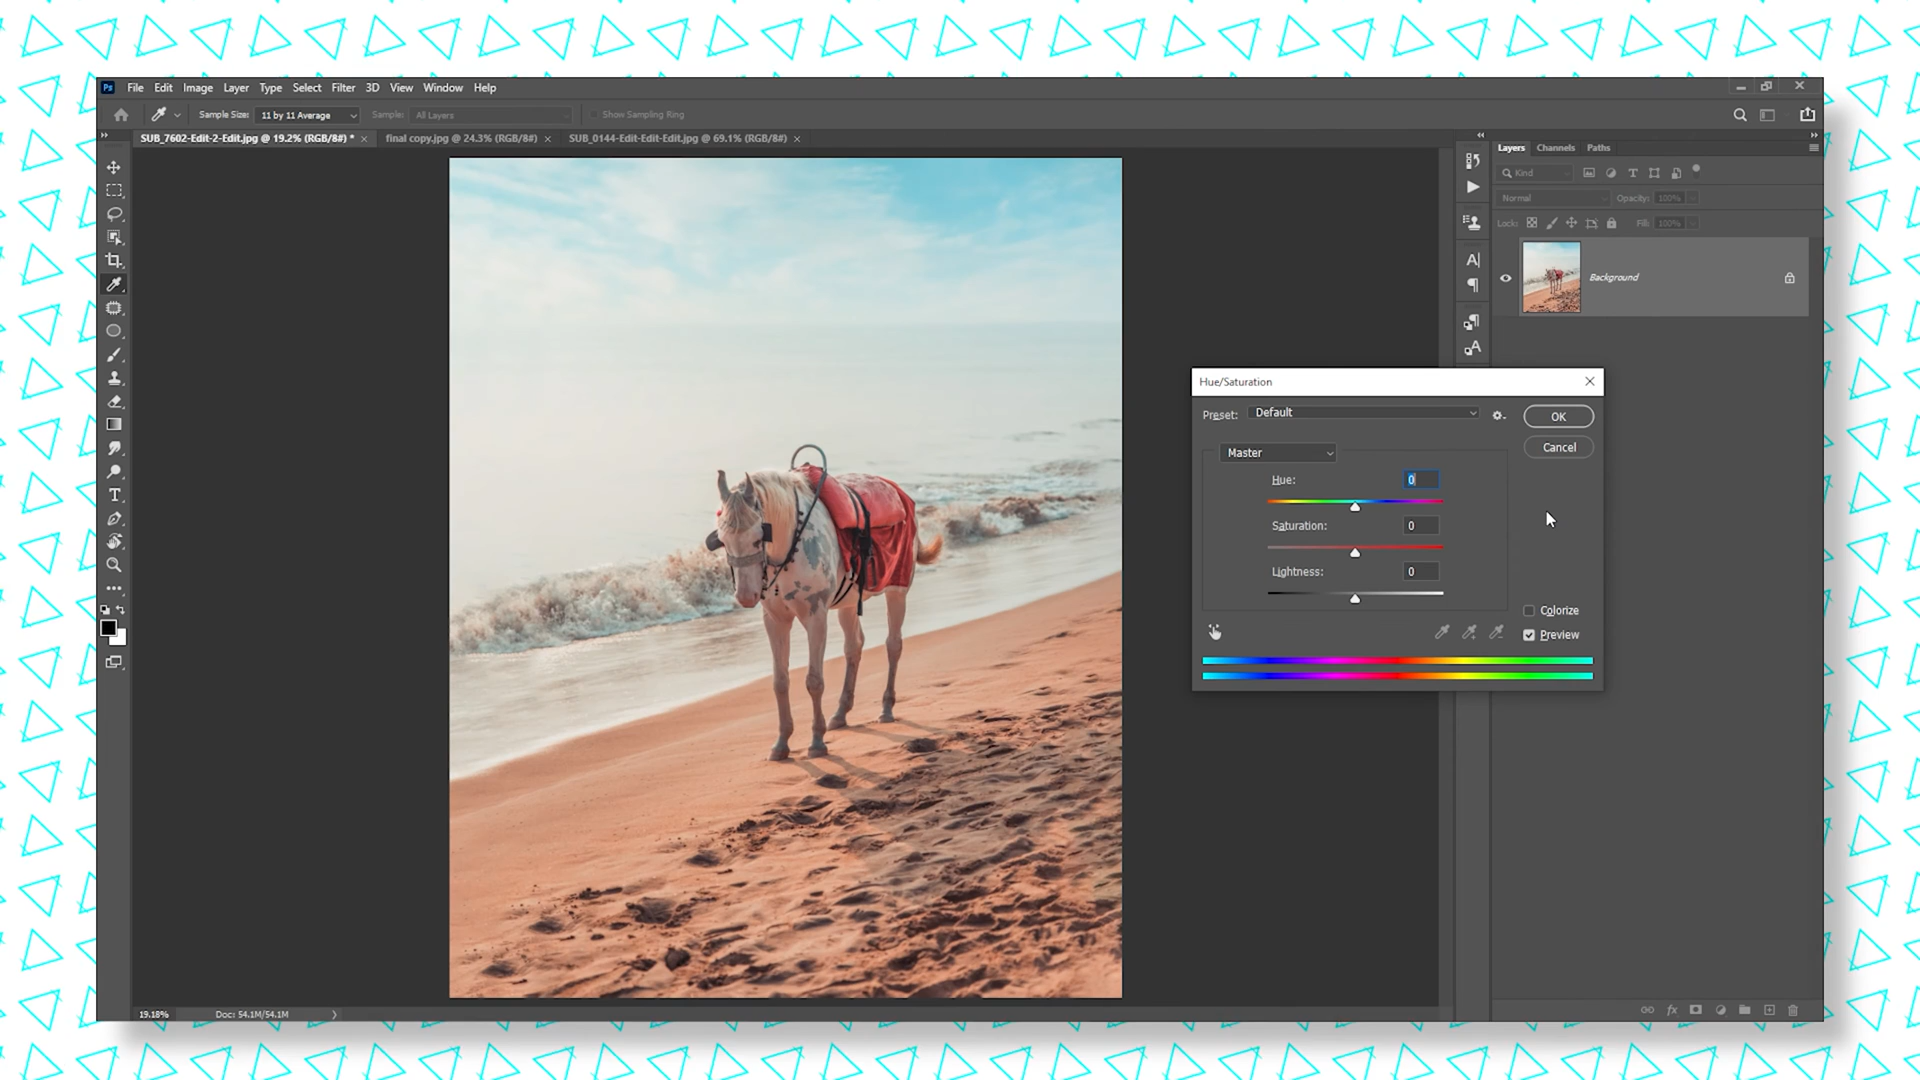 Ps File Edit Image Layer Type Select Filter 3D View Window Help
Sample Size: 11 by 11 Average Sample: All Layers Show Sampling Ring
SUB_7602-Edit-2-Edit.jpg @ 19.2% (RGB/8#) * final copy.jpg @ 24.3% (RGB/8#) SUB_0144-Edit-Edit-Edit.jpg @ 69.1% (RGB/8#)
Layers Channels Paths
Kind
Normal Opacity: 100%
Lock: Fill: 100%
Background
Hue/Saturation
Preset: Default
OK
Cancel
Master
Hue: 0
Saturation: 0
Lightness: 0
Colorize
Preview
19.18% Doc: 54.1M/54.1M